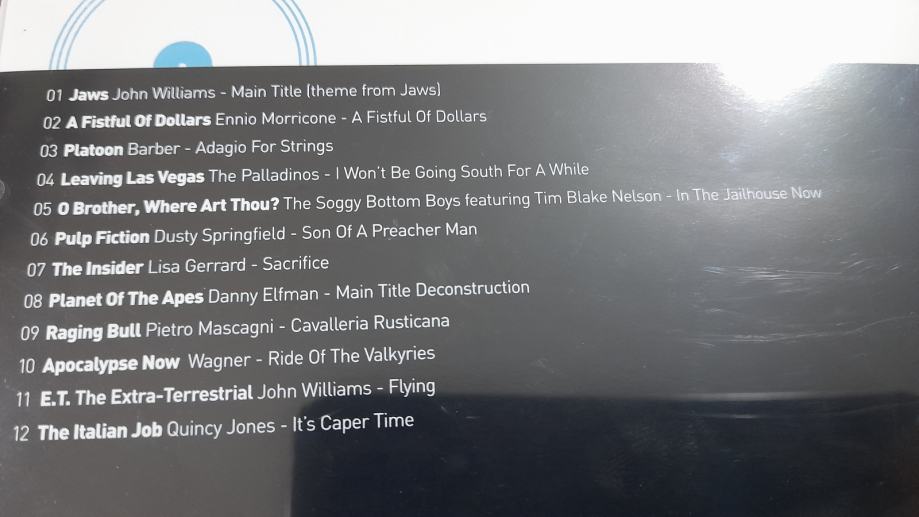 01 Jaws John Williams - Main Title (theme from Jaws)
02 A Fistful Of Dollars Ennio Morricone - A Fistful Of Dollars
03 Platoon Barber - Adagio For Strings
04 Leaving Las Vegas The Palladinos - I Won't Be Going South For A While
05 O Brother, Where Art Thou? The Soggy Bottom Boys featuring Tim Blake Nelson - In The Jailhouse Now
06 Pulp Fiction Dusty Springfield - Son Of A Preacher Man
07 The Insider Lisa Gerrard - Sacrifice
08 Planet Of The Apes Danny Elfman - Main Title Deconstruction
09 Raging Bull Pietro Mascagni - Cavalleria Rusticana
10 Apocalypse Now Wagner - Ride Of The Valkyries
11 E.T. The Extra-Terrestrial John Williams - Flying
12 The Italian Job Quincy Jones - It's Caper Time